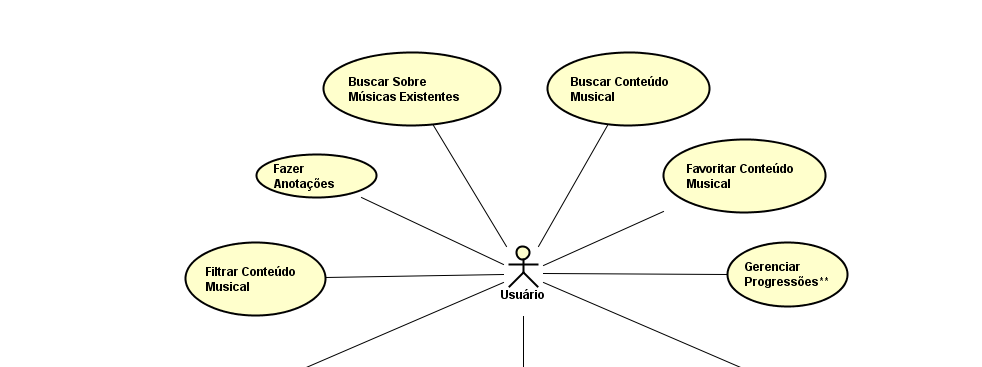 Buscar Sobre
Músicas Existentes
Buscar Conteúdo
Musical
Fazer
Anotações
Favoritar Conteúdo
Musical
Filtrar Conteúdo
Musical
Gerenciar
Progressões**
Usuário